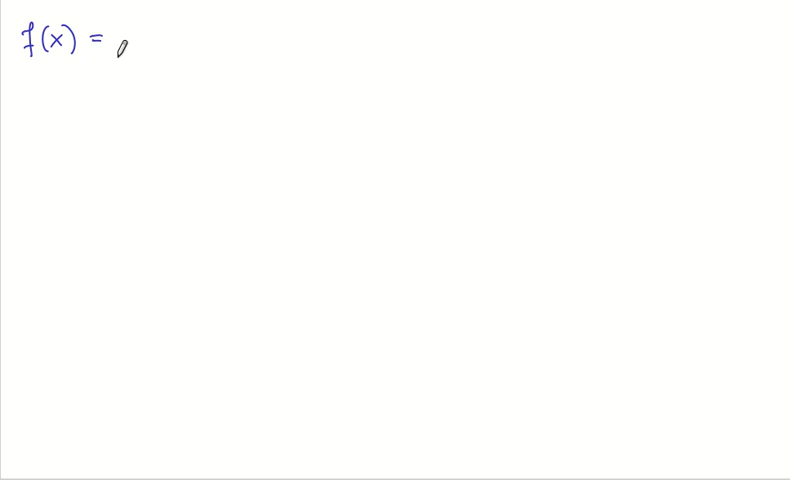 f(x) =